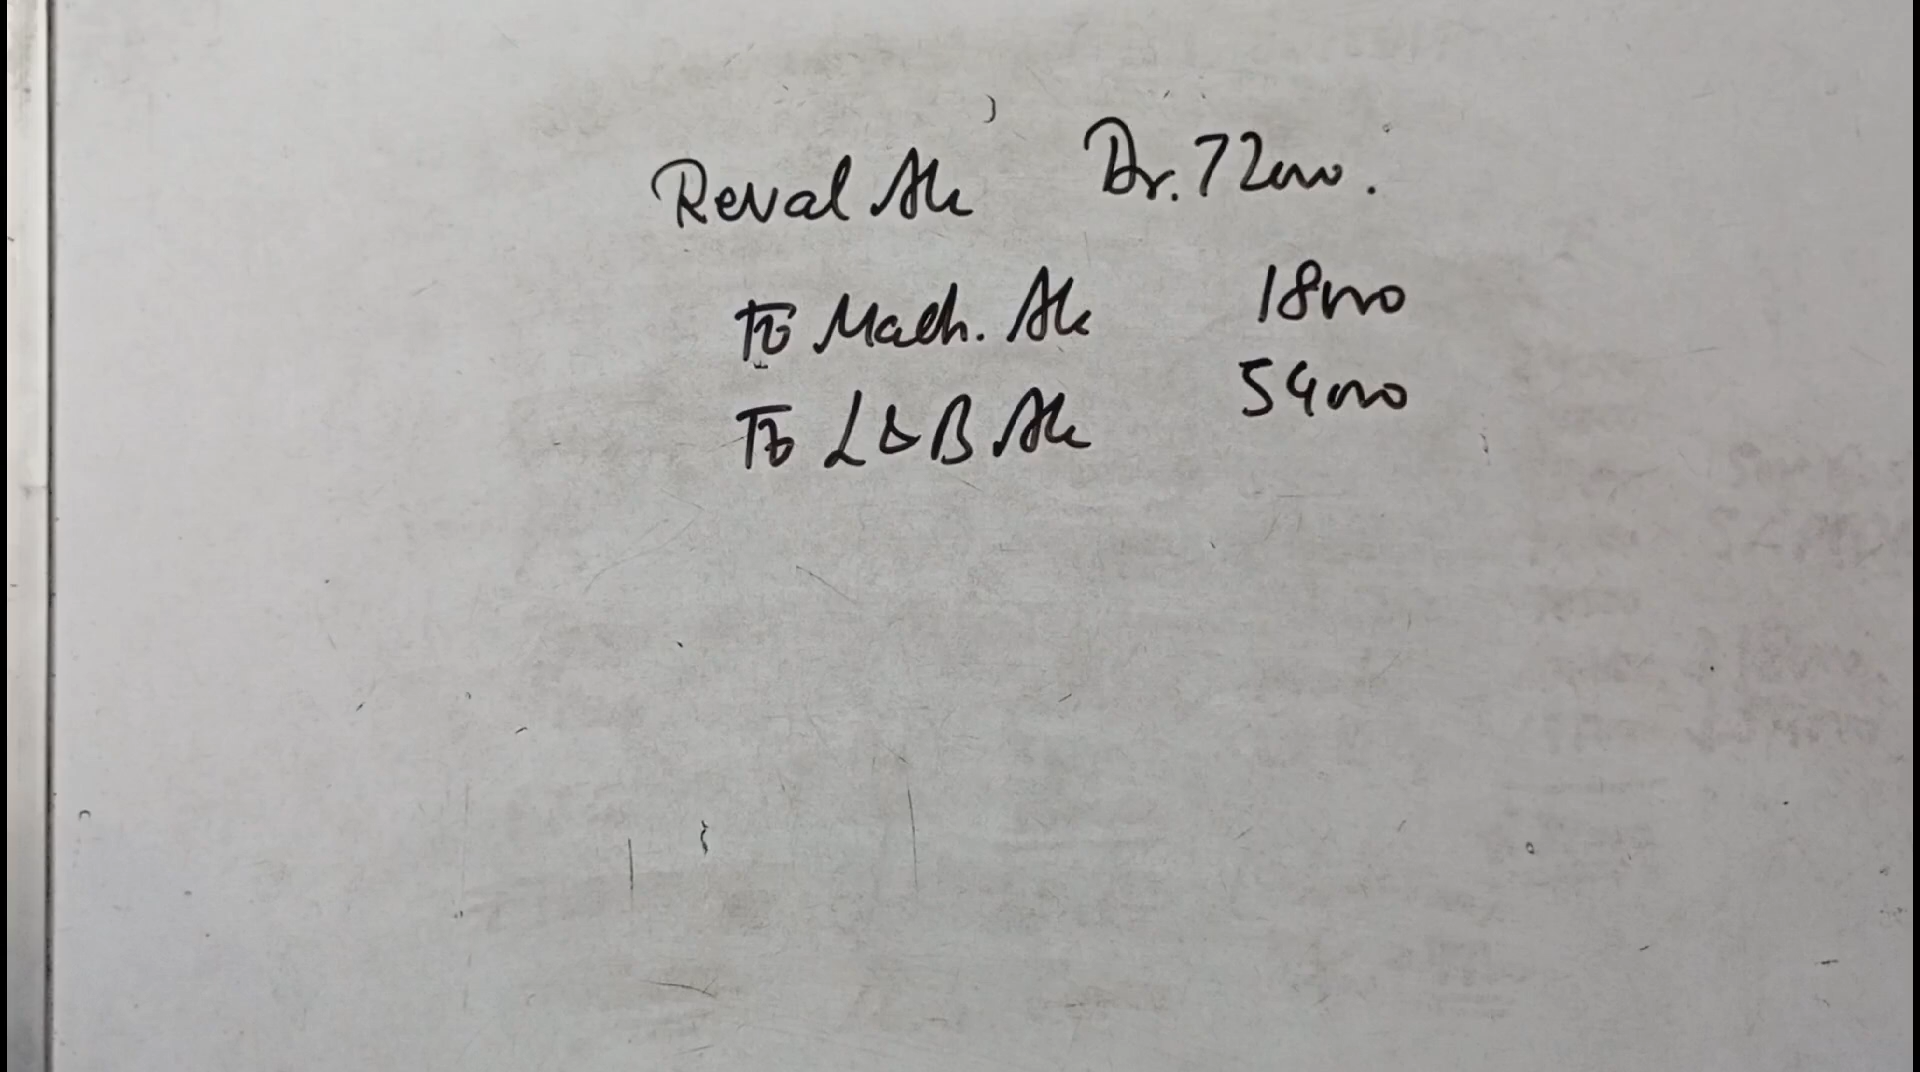 Reval A/c Dr. 72000.
To Mach. A/c 18000
To L&B A/c 54000